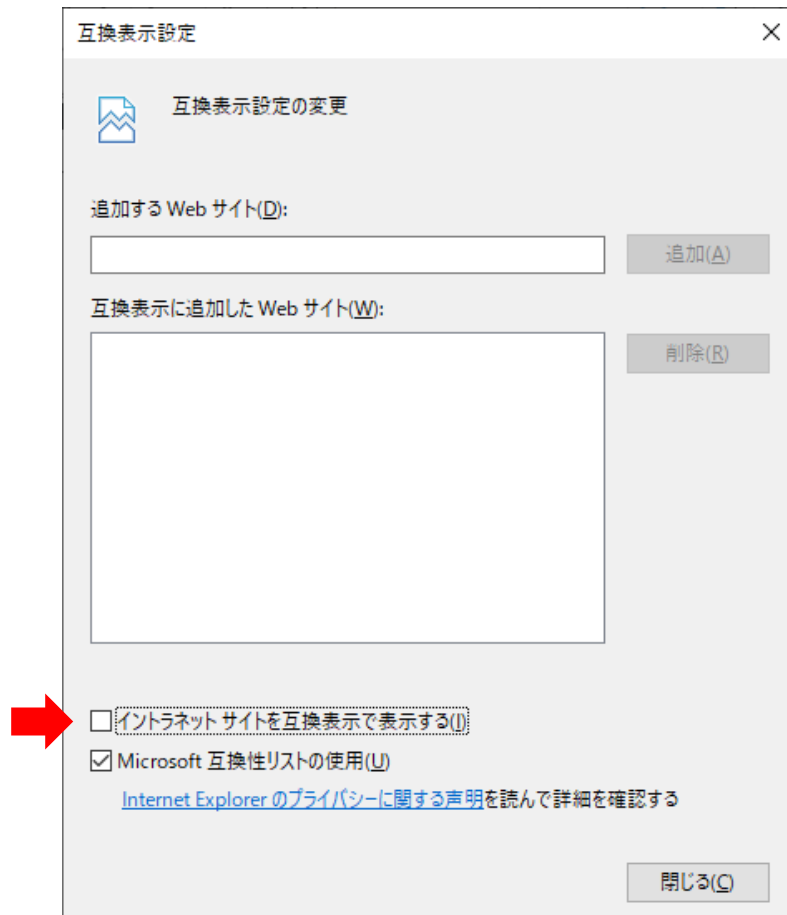 互換表示設定
互換表示設定の変更
追加する Web サイト(D):
追加(A)
互換表示に追加した Web サイト(W):
削除(R)
イントラネット サイトを互換表示で表示する(I)
Microsoft 互換性リストの使用(U)
Internet Explorer のプライバシーに関する声明を読んで詳細を確認する
閉じる(C)